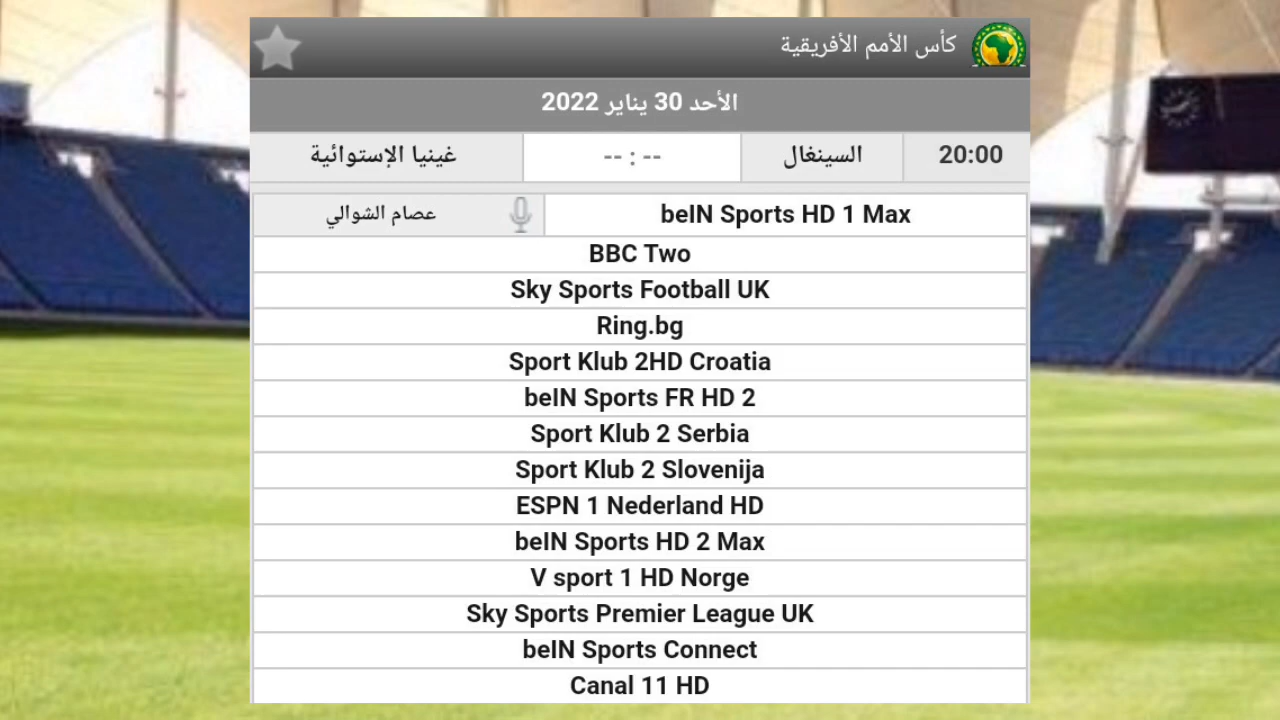 كأس الأمم الأفريقية
الأحد 30 يناير 2022
20:00 السينغال -- : -- غينيا الإستوائية
beIN Sports HD 1 Max عصام الشوالي
BBC Two
Sky Sports Football UK
Ring.bg
Sport Klub 2HD Croatia
beIN Sports FR HD 2
Sport Klub 2 Serbia
Sport Klub 2 Slovenija
ESPN 1 Nederland HD
beIN Sports HD 2 Max
V sport 1 HD Norge
Sky Sports Premier League UK
beIN Sports Connect
Canal 11 HD